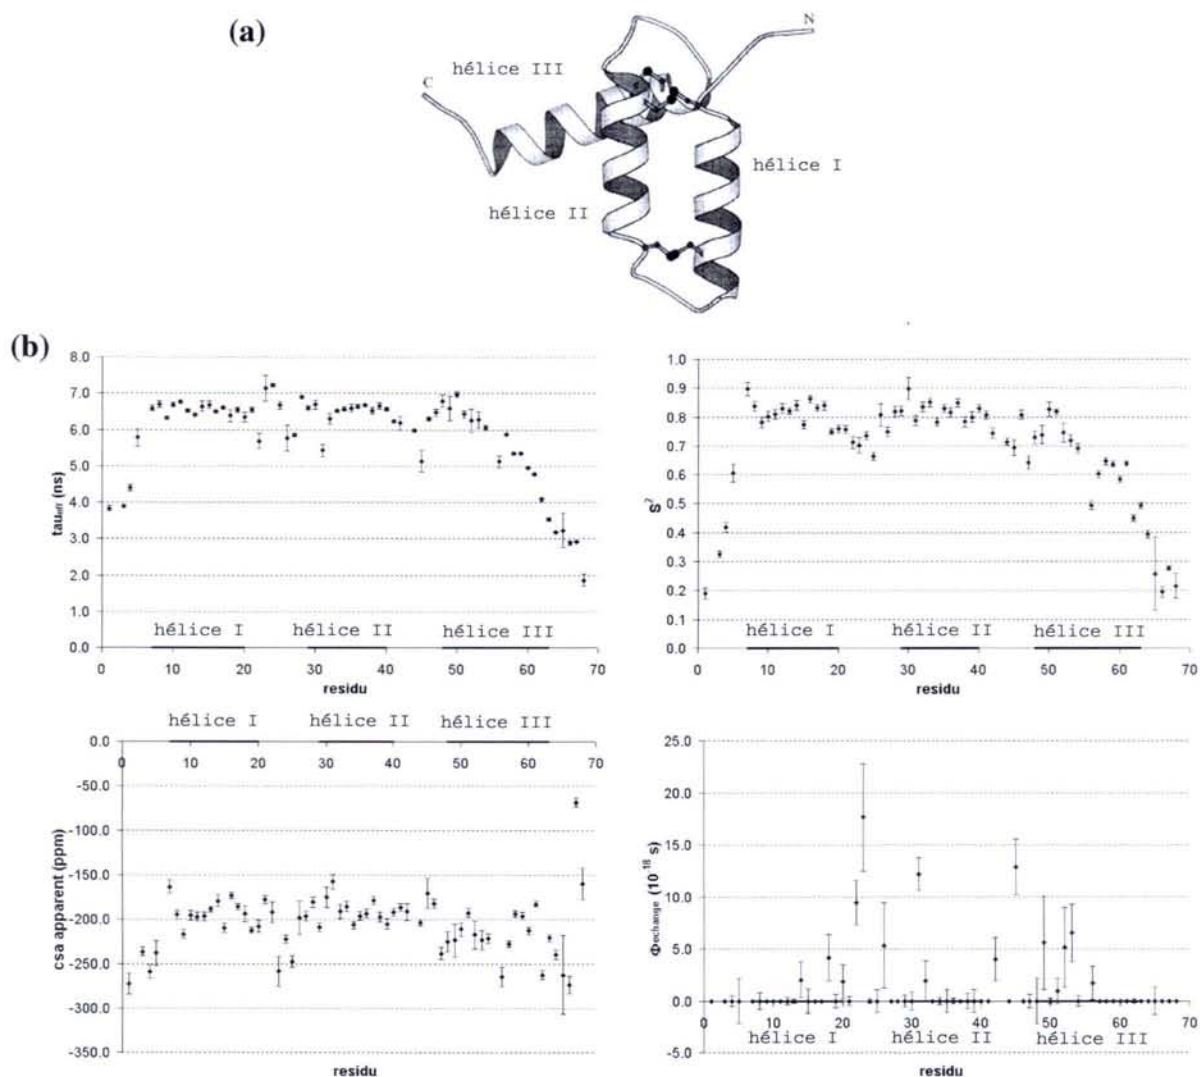 (a)
N
hélice III
C
hélice I
hélice II
(b)
8.0
7.0
6.0
5.0
4.0
3.0
2.0
1.0
0.0
tau_eff (ns)
hélice I hélice II hélice III
0 10 20 30 40 50 60 70
residu
1.0
0.9
0.8
0.7
0.6
0.5
0.4
0.3
0.2
0.1
0
S²
hélice I hélice II hélice III
0 10 20 30 40 50 60 70
residu
hélice I hélice II hélice III
0.0
0 10 20 30 40 50 60 70
-50.0
-100.0
-150.0
-200.0
-250.0
-300.0
-350.0
csa apparent (ppm)
residu
25.0
20.0
15.0
10.0
5.0
0.0
-5.0
Φechange (10^18 s)
0 10 20 30 40 50 60 70
hélice I hélice II hélice III
residu